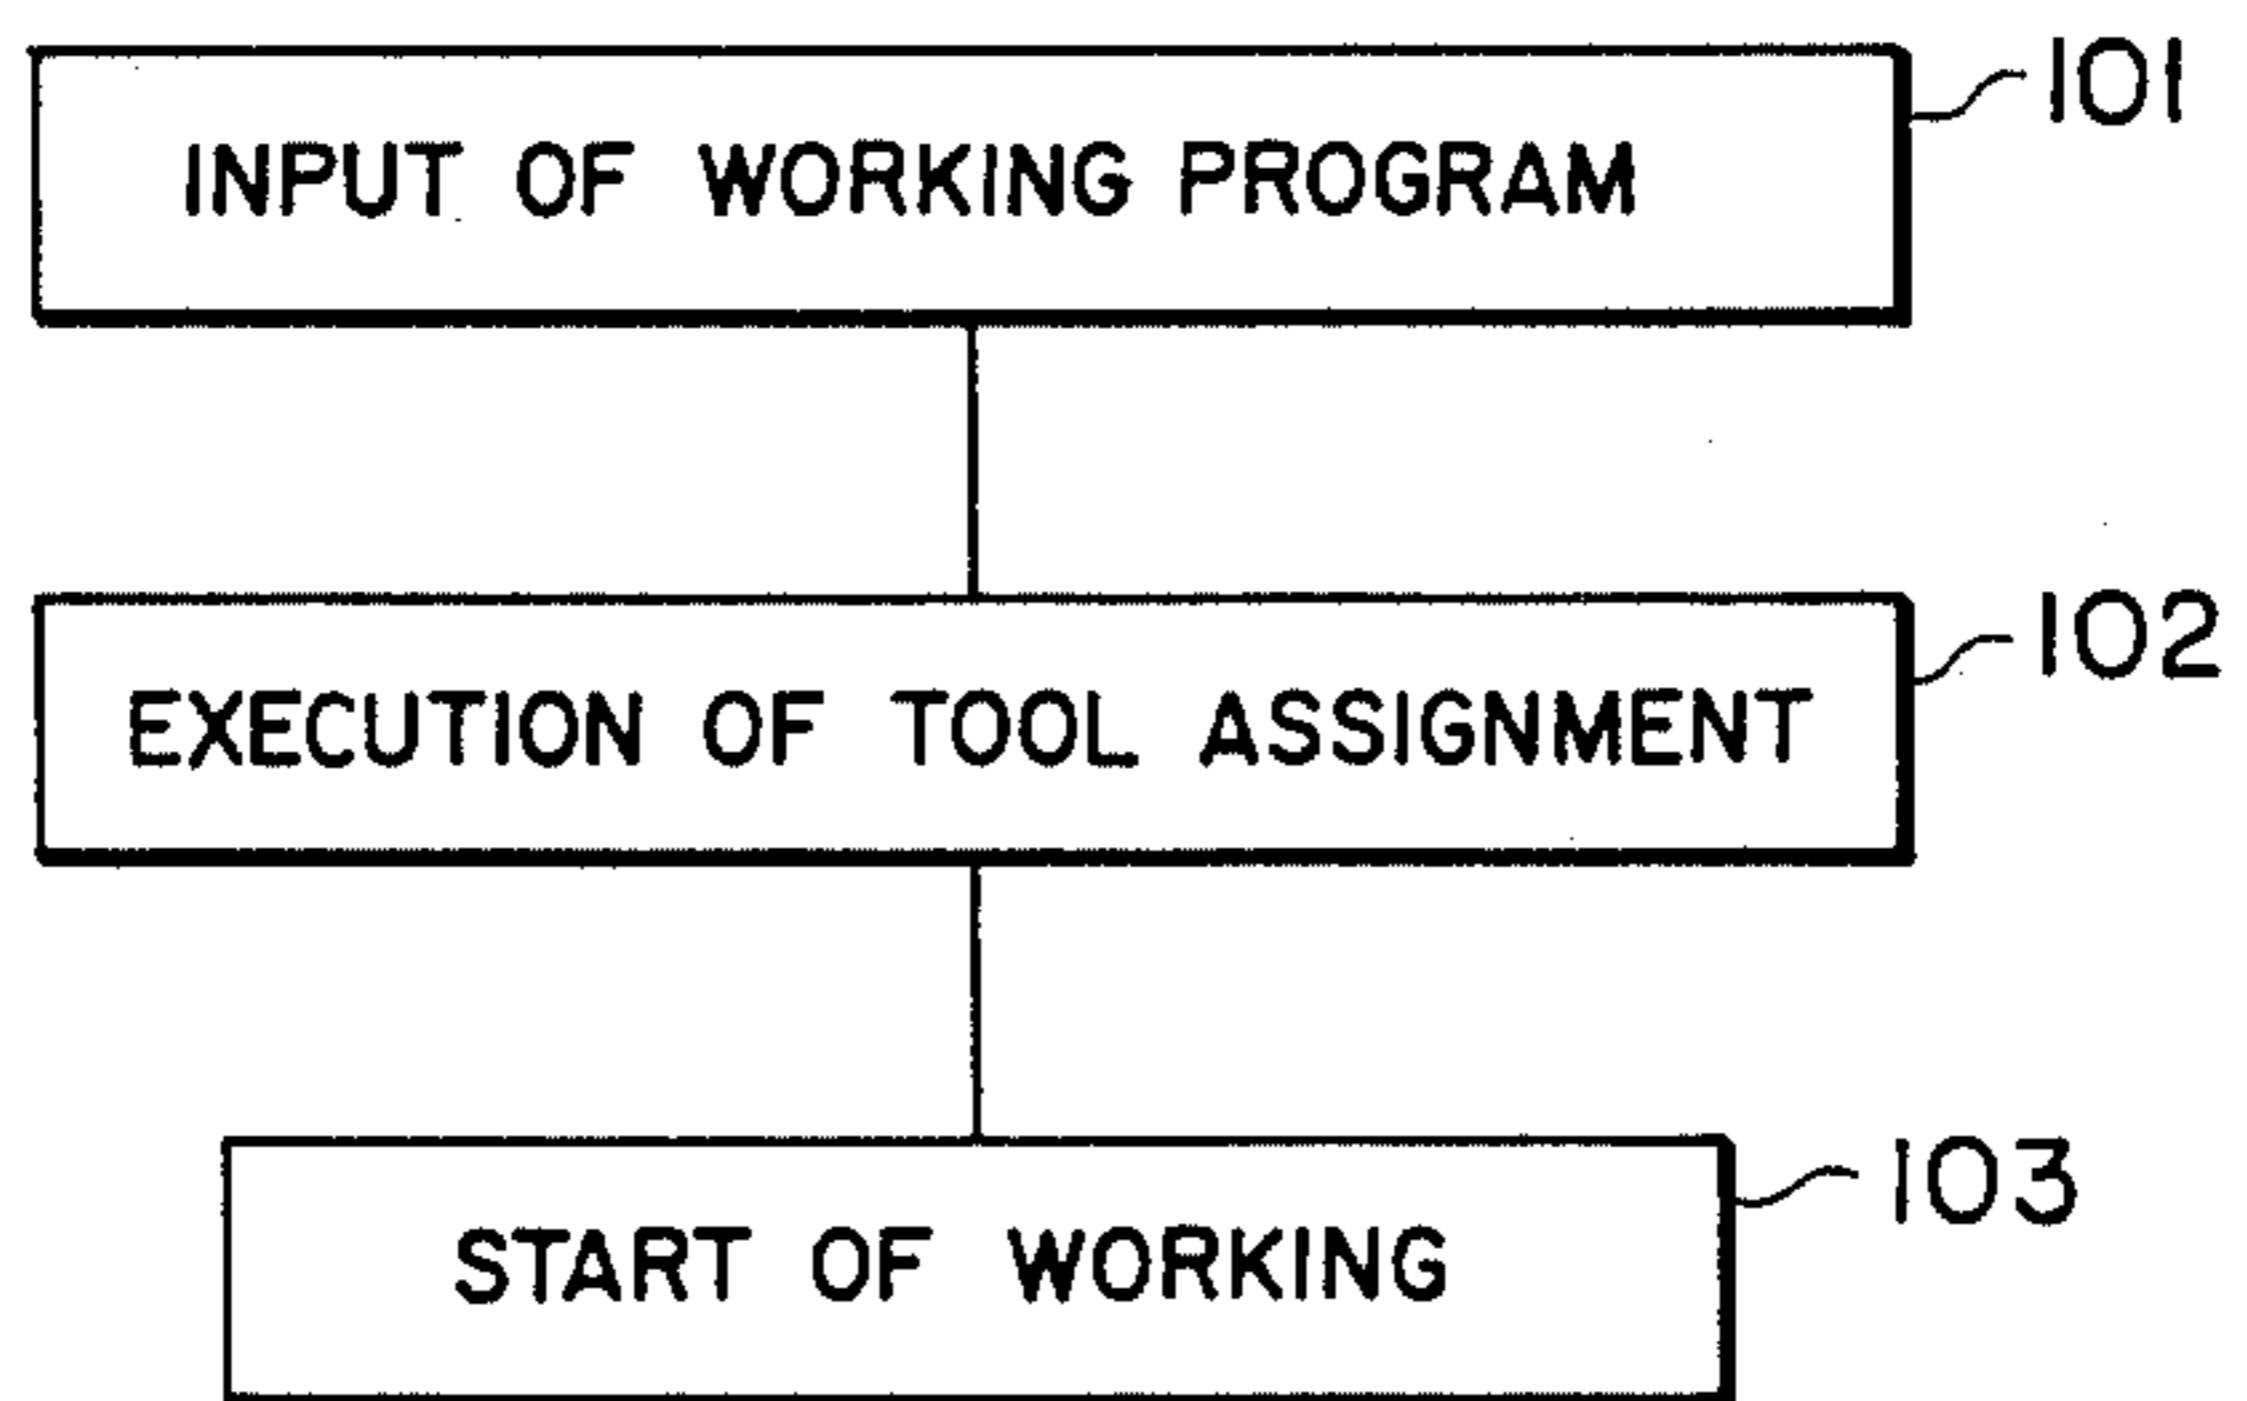 INPUT OF WORKING PROGRAM
101
EXECUTION OF TOOL ASSIGNMENT
102
START OF WORKING
103